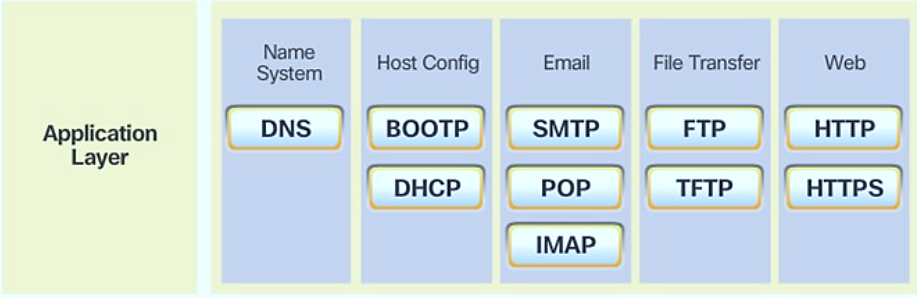 Application
Layer
Name
System
DNS
Host Config
BOOTP
DHCP
Email
SMTP
POP
IMAP
File Transfer
FTP
TFTP
Web
HTTP
HTTPS